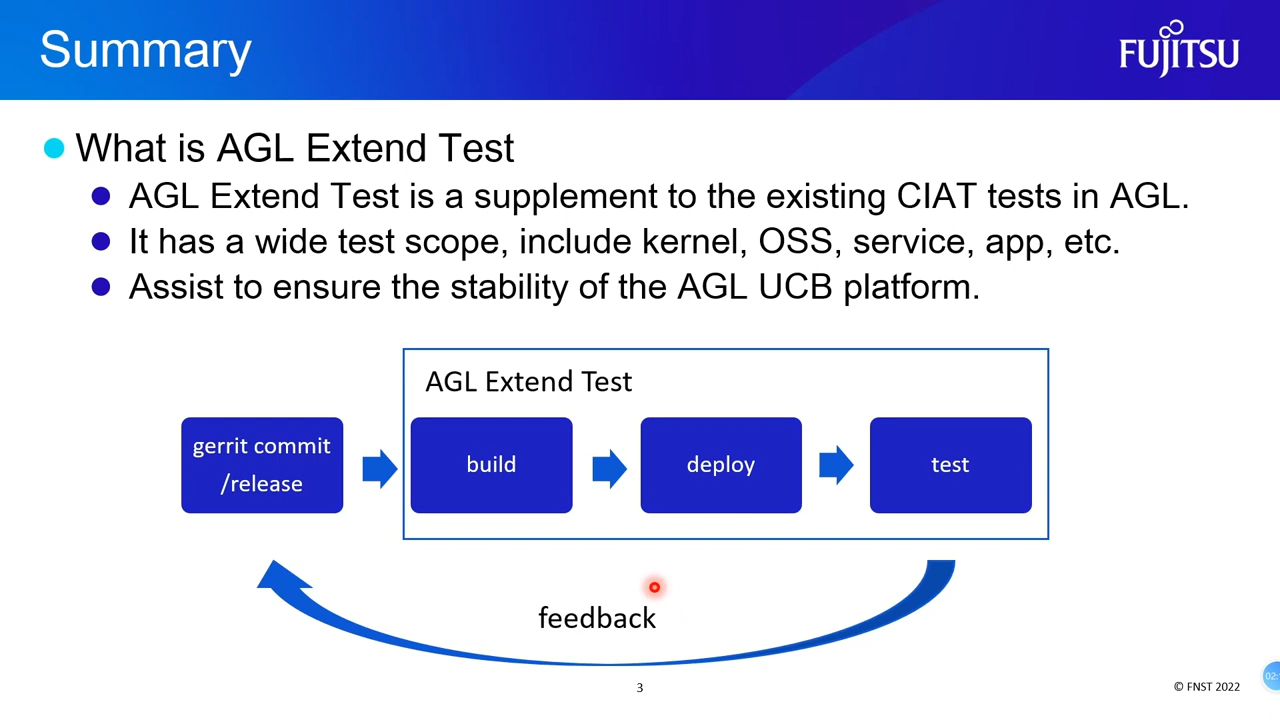 Summary
FUJITSU
What is AGL Extend Test
AGL Extend Test is a supplement to the existing CIAT tests in AGL.
It has a wide test scope, include kernel, OSS, service, app, etc.
Assist to ensure the stability of the AGL UCB platform.
AGL Extend Test
gerrit commit
/release
build
deploy
test
feedback
3
© FNST 2022